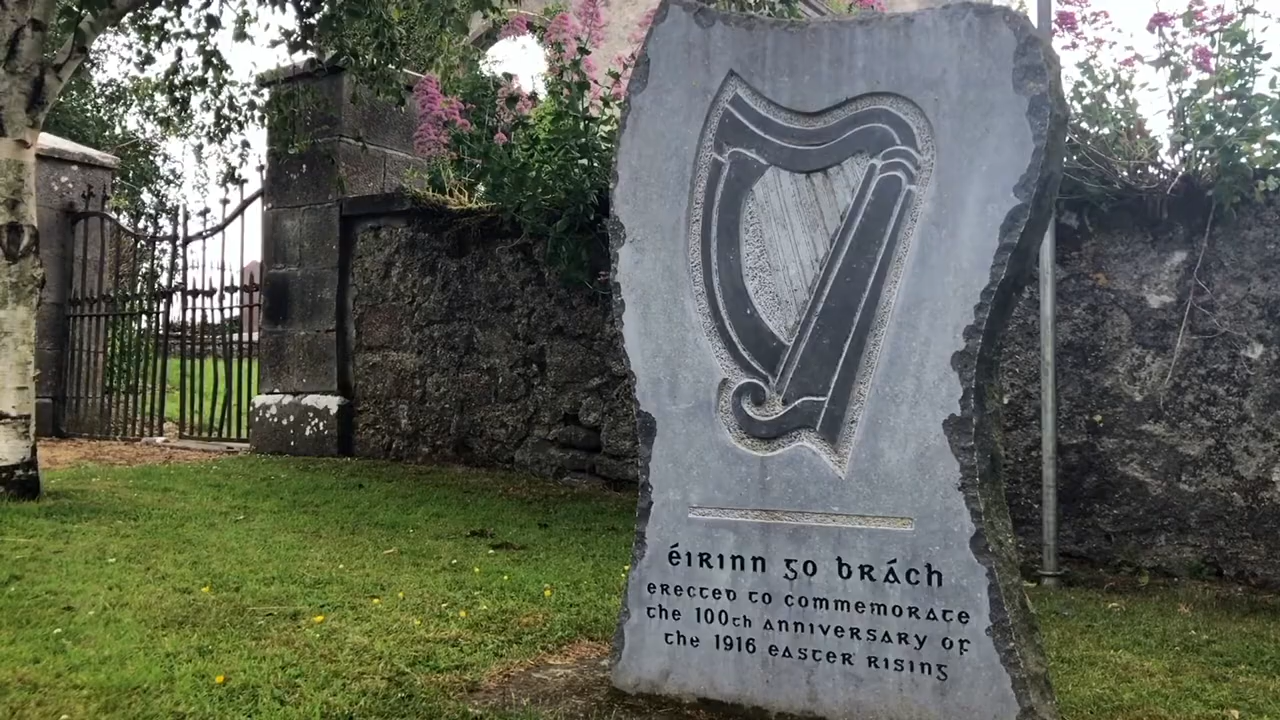 éirinn go brách
erected to commemorate
the 100th anniversary of
the 1916 easter rising